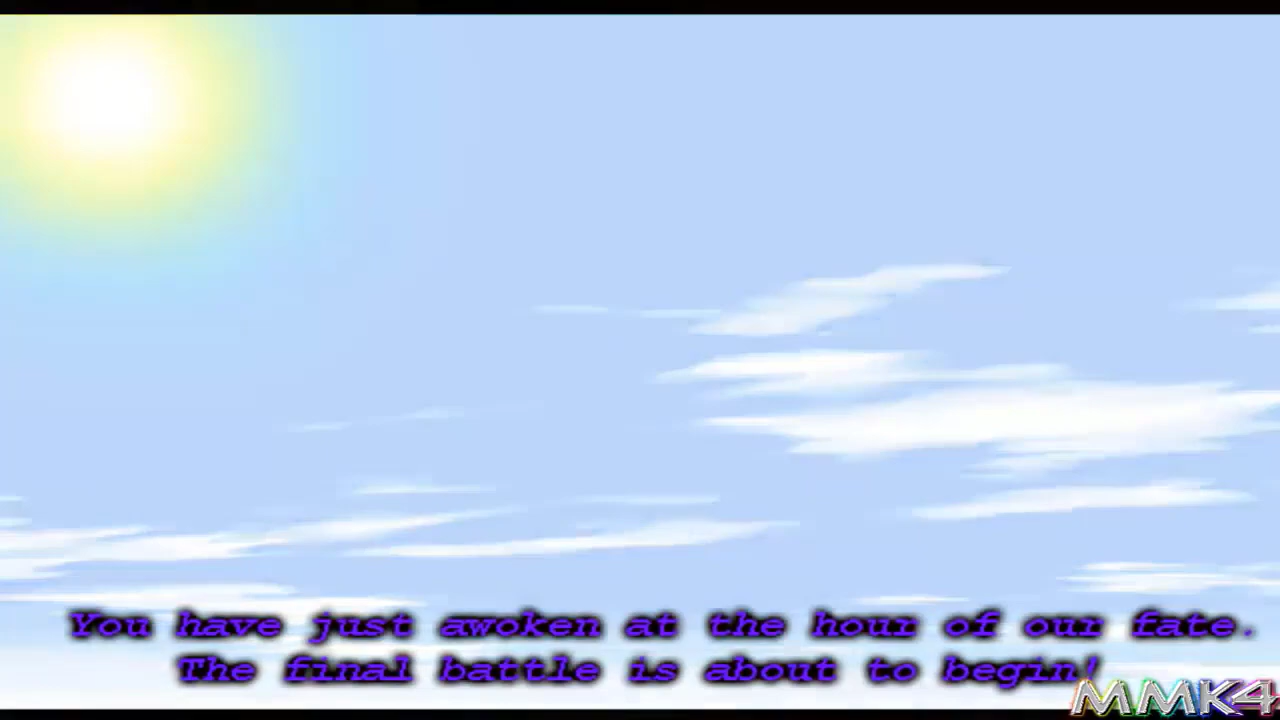 You have just awoken at the hour of our fate.
The final battle is about to begin!
MMK4